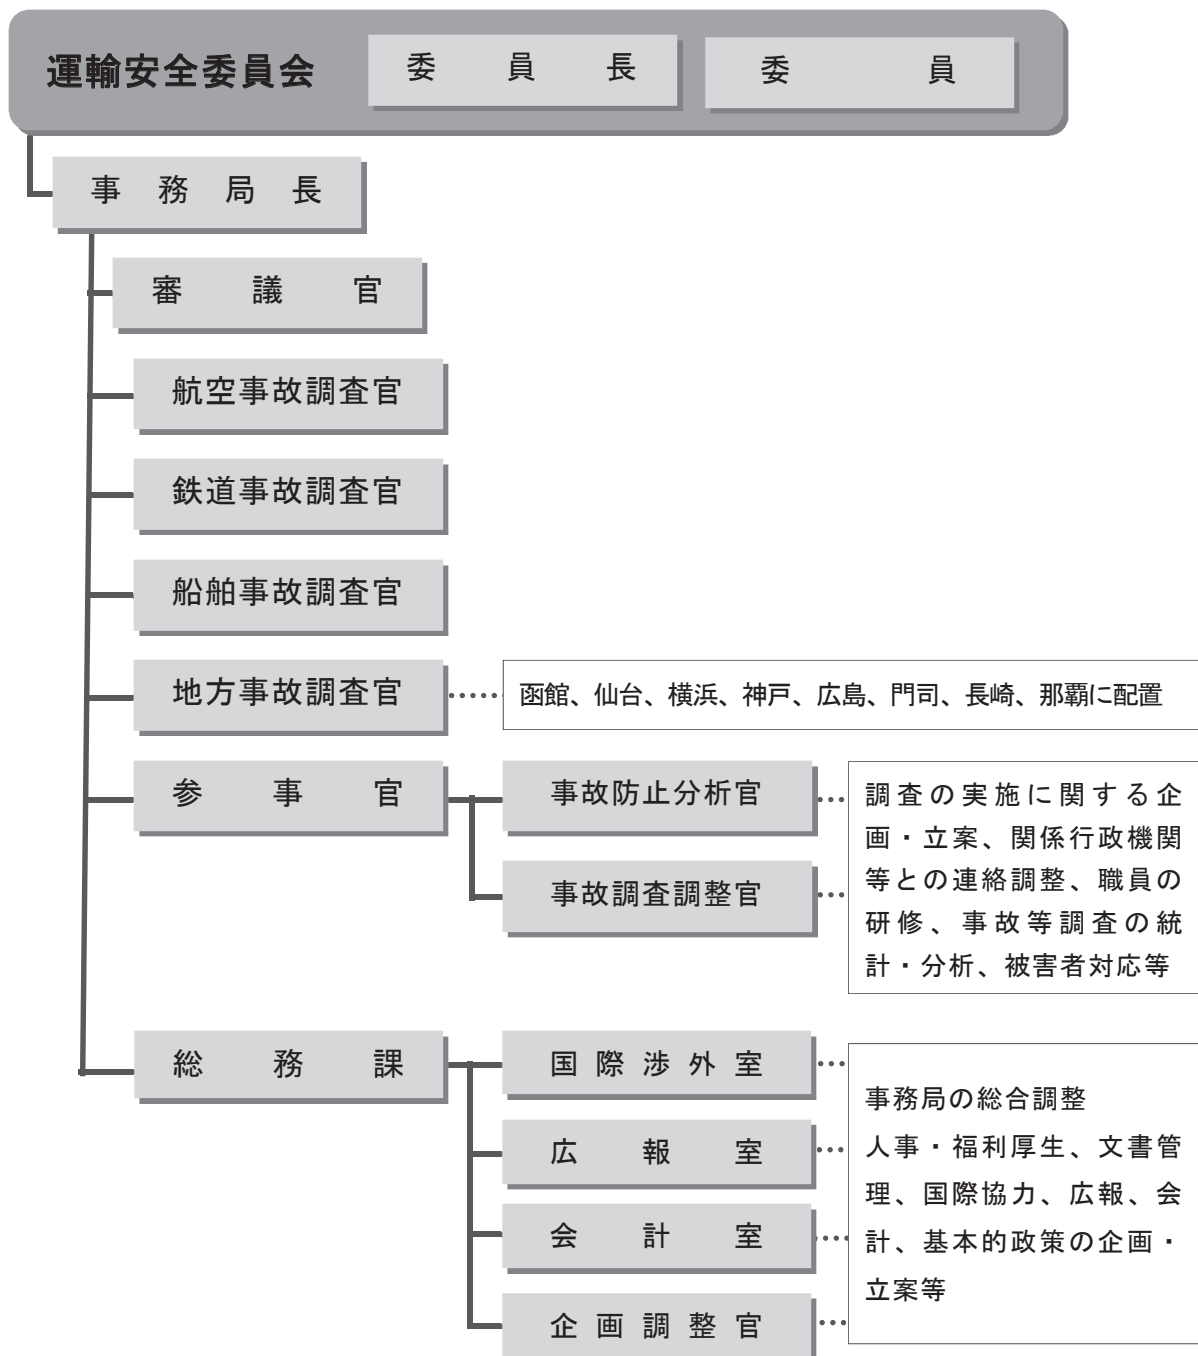 運輸安全委員会
委員長
委員
事務局長
審議官
航空事故調査官
鉄道事故調査官
船舶事故調査官
地方事故調査官
函館、仙台、横浜、神戸、広島、門司、長崎、那覇に配置
参事官
事故防止分析官
事故調査調整官
調査の実施に関する企
画・立案、関係行政機関
等との連絡調整、職員の
研修、事故等調査の統
計・分析、被害者対応等
総務課
国際渉外室
広報室
会計室
企画調整官
事務局の総合調整
人事・福利厚生、文書管
理、国際協力、広報、会
計、基本的政策の企画・
立案等